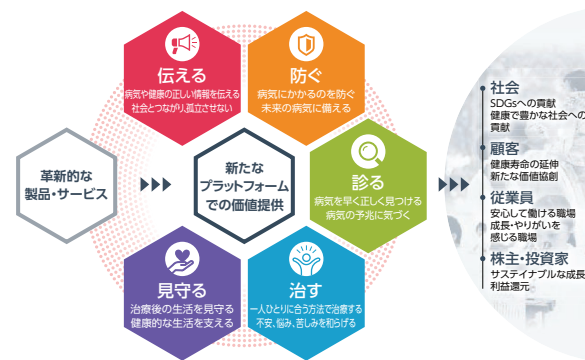 伝える
病気や健康の正しい情報を伝える
社会とつながり孤立させない
防ぐ
病気にかかるのを防ぐ
未来の病気に備える
革新的な
製品・サービス
新たな
プラットフォーム
での価値提供
診る
病気を早く正しく見つける
病気の予兆に気づく
見守る
治療後の生活を見守る
健康的な生活を支える
治す
一人ひとりに合う方法で治療する
不安、悩み、苦しみを和らげる
社会
SDGsへの貢献
健康で豊かな社会への
貢献
顧客
健康寿命の延伸
新たな価値協創
従業員
安心して働ける職場
成長・やりがいを
感じる職場
株主・投資家
サステイナブルな成長
利益還元